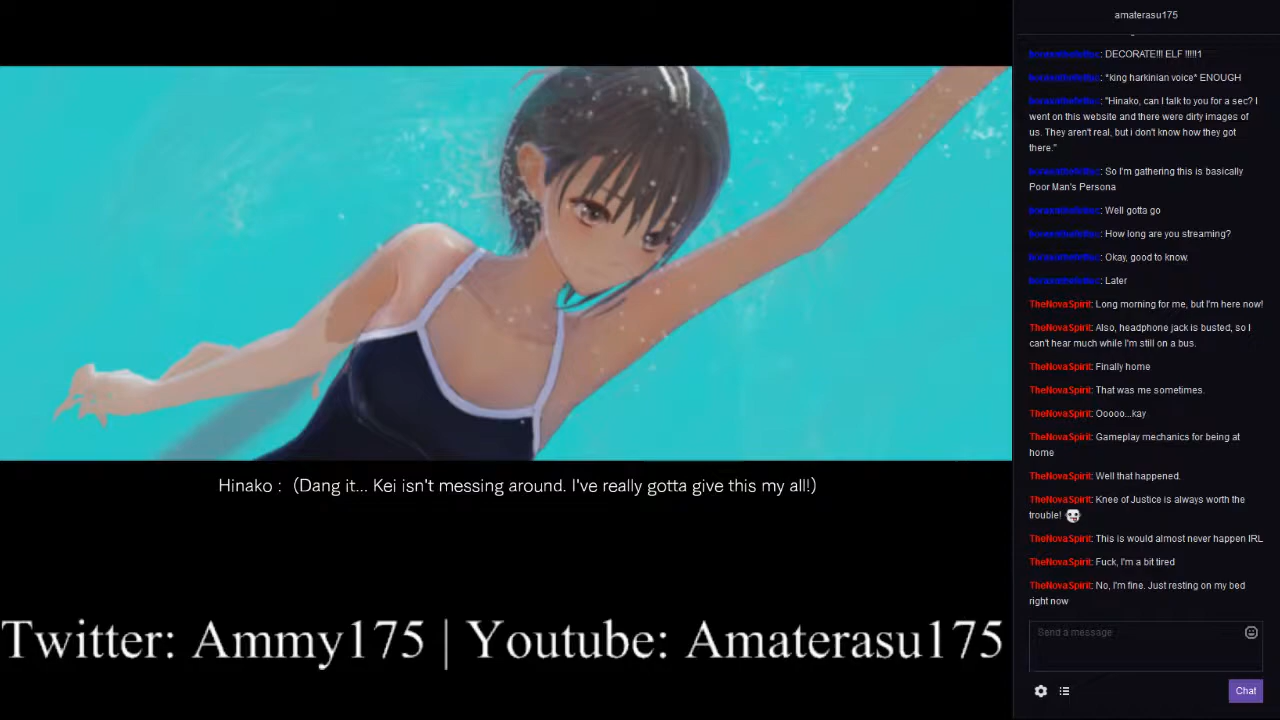 amaterasu175
: DECORATE!!! ELF !!!!!1
: *king harkinian voice* ENOUGH
: "Hinako, can I talk to you for a sec? I
went on this website and there were dirty images of
us. They aren't real, but i don't know how they got
there."
: So I'm gathering this is basically
Poor Man's Persona
: Well gotta go
: How long are you streaming?
: Okay, good to know.
: Later
TheNovaSpirit: Long morning for me, but I'm here now!
TheNovaSpirit: Also, headphone jack is busted, so I
can't hear much while I'm still on a bus.
TheNovaSpirit: Finally home
TheNovaSpirit: That was me sometimes.
TheNovaSpirit: Ooooo...kay
TheNovaSpirit: Gameplay mechanics for being at
home
TheNovaSpirit: Well that happened.
TheNovaSpirit: Knee of Justice is always worth the
trouble!
TheNovaSpirit: This is would almost never happen IRL
TheNovaSpirit: Fuck, I'm a bit tired
TheNovaSpirit: No, I'm fine. Just resting on my bed
right now
Send a message
Chat
Hinako : (Dang it... Kei isn't messing around. I've really gotta give this my all!)
Twitter: Ammy175 | Youtube: Amaterasu175